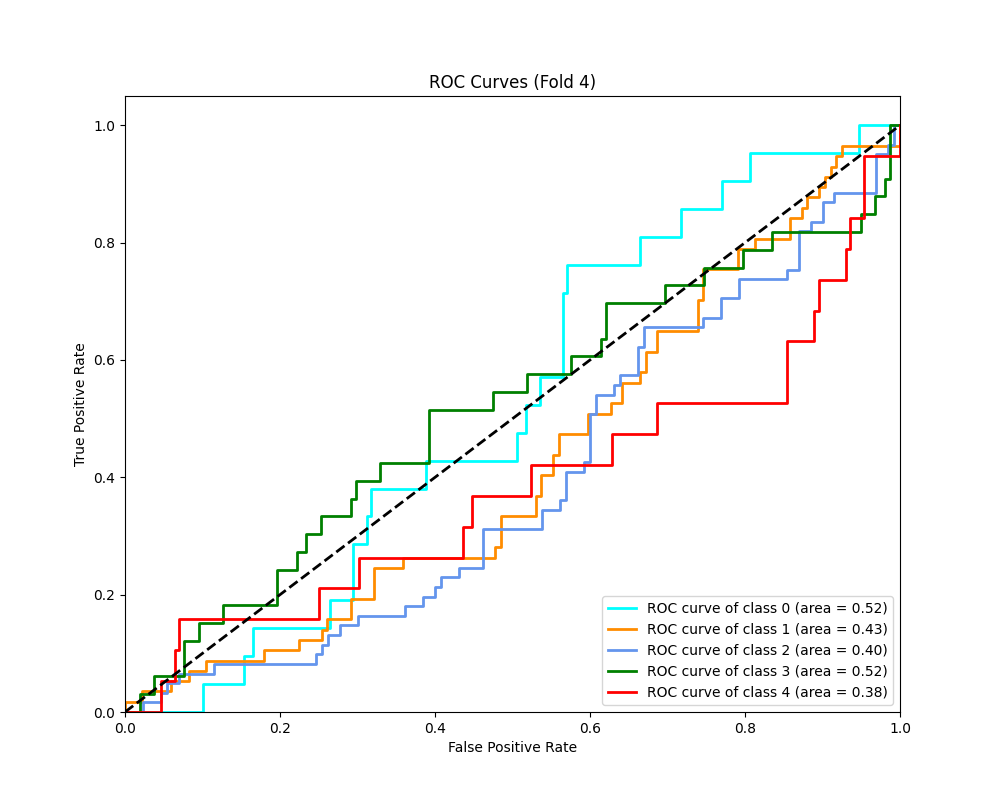 ROC Curves (Fold 4)
True Positive Rate
1.0
0.8
0.6
0.4
0.2
0.0
ROC curve of class 0 (area = 0.52)
ROC curve of class 1 (area = 0.43)
ROC curve of class 2 (area = 0.40)
ROC curve of class 3 (area = 0.52)
ROC curve of class 4 (area = 0.38)
0.0 0.2 0.4 0.6 0.8 1.0
False Positive Rate